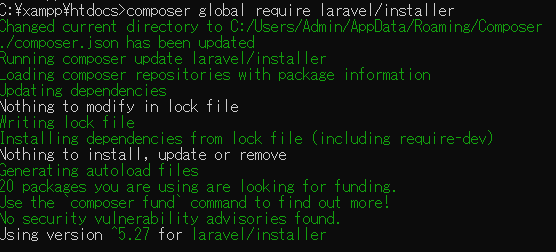 C:¥xampp¥htdocs>composer global require laravel/installer
Changed current directory to C:/Users/Admin/AppData/Roaming/Composer
./composer.json has been updated
Running composer update laravel/installer
Loading composer repositories with package information
Updating dependencies
Nothing to modify in lock file
Writing lock file
Installing dependencies from lock file (including require-dev)
Nothing to install, update or remove
Generating autoload files
20 packages you are using are looking for funding.
Use the `composer fund` command to find out more!
No security vulnerability advisories found.
Using version ^5.27 for laravel/installer